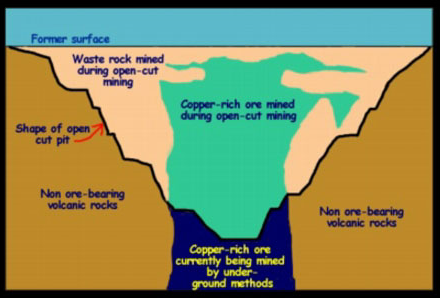 Former surface
Waste rock mined
during open-cut
mining
Copper-rich ore mined
during open-cut mining
Shape of open
cut pit
Non ore-bearing
volcanic rocks
Non ore-bearing
volcanic rocks
Copper-rich ore
currently being mined
by under-
ground methods